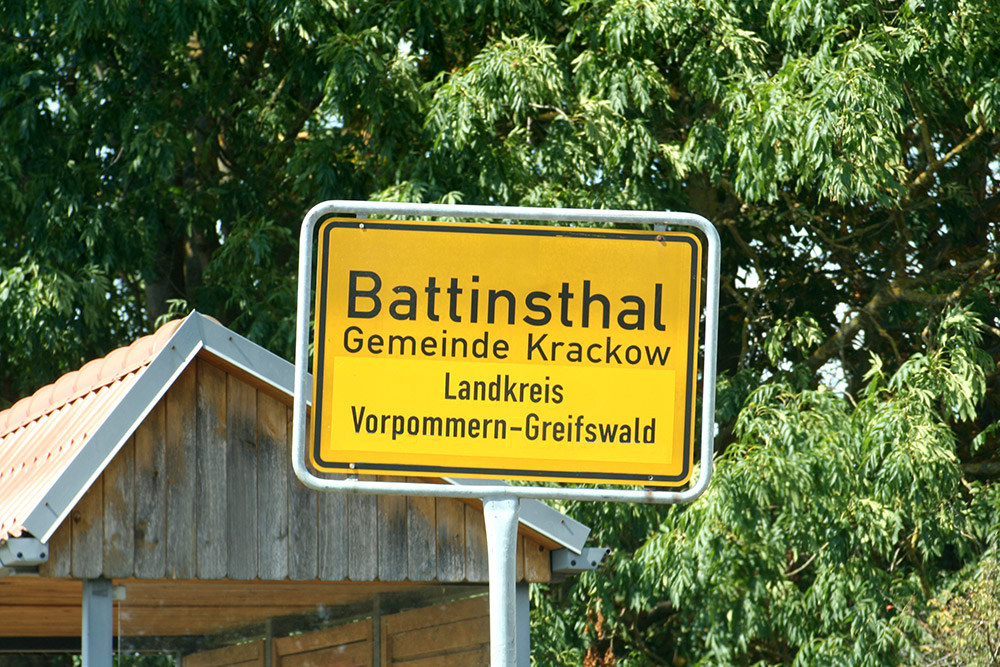 Battinsthal
Gemeinde Krackow
Landkreis
Vorpommern-Greifswald